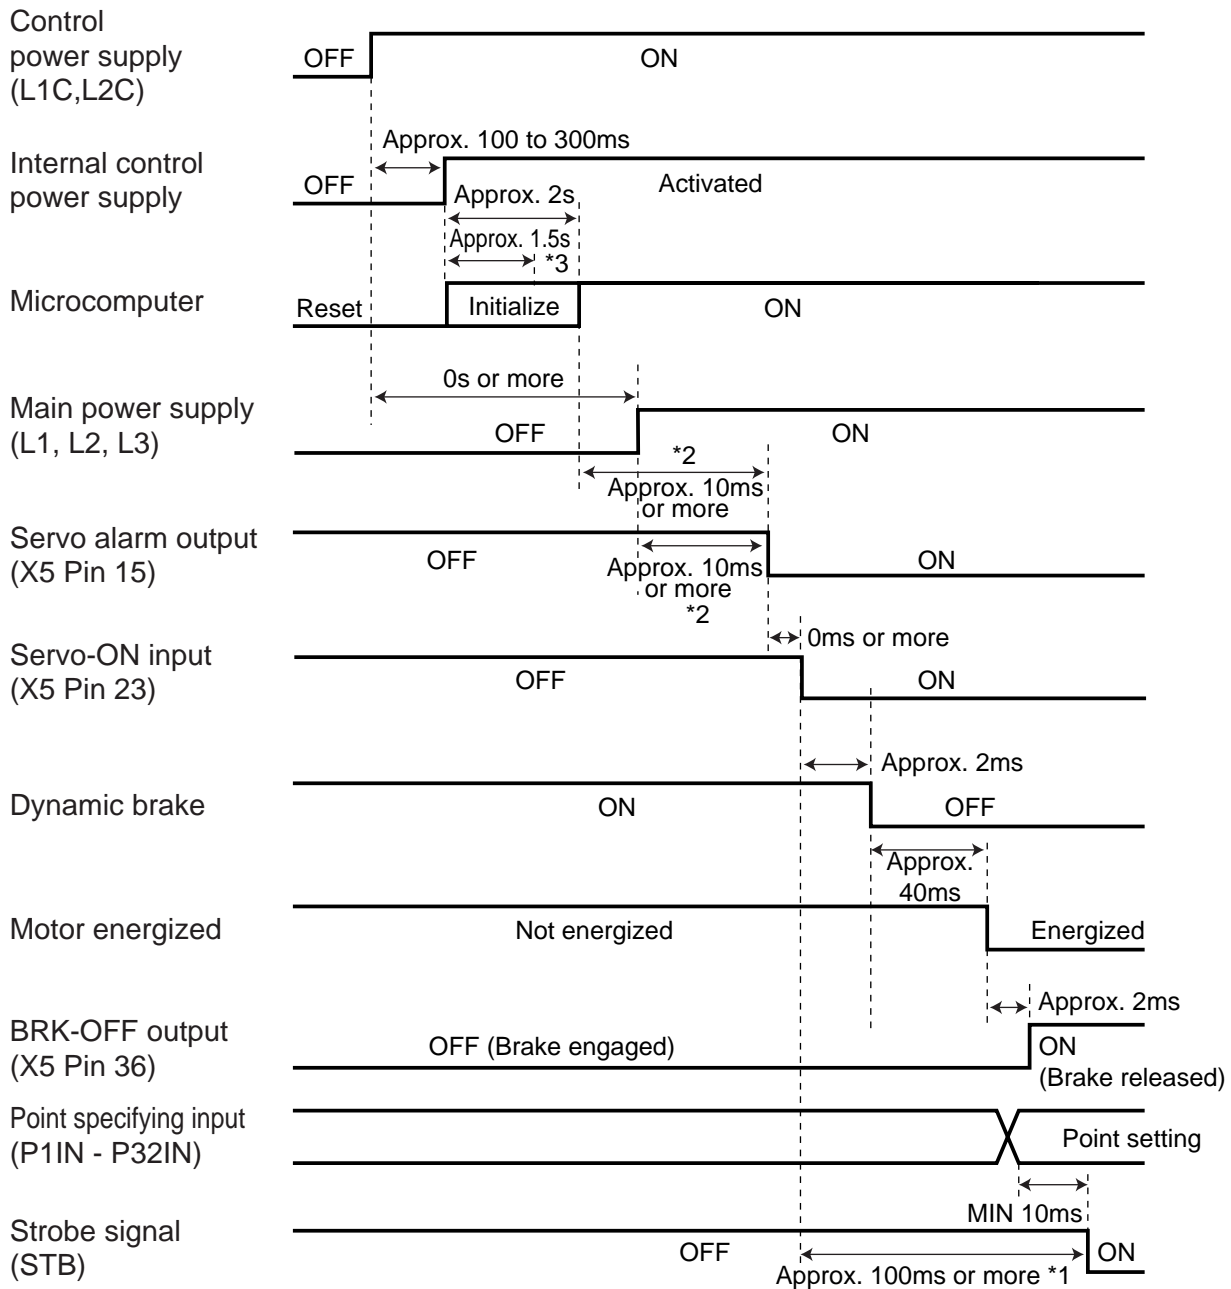 Control
power supply
(L1C,L2C)
OFF
ON
Approx. 100 to 300ms
Internal control
power supply
OFF
Activated
Approx. 2s
Approx. 1.5s
*3
Microcomputer
Reset
Initialize
ON
0s or more
Main power supply
(L1, L2, L3)
OFF
ON
*2
Approx. 10ms
or more
Servo alarm output
(X5 Pin 15)
OFF
ON
Approx. 10ms
or more
*2
0ms or more
Servo-ON input
(X5 Pin 23)
OFF
ON
Approx. 2ms
Dynamic brake
ON
OFF
Approx.
40ms
Motor energized
Not energized
Energized
Approx. 2ms
BRK-OFF output
(X5 Pin 36)
OFF (Brake engaged)
ON
(Brake released)
Point specifying input
(P1IN - P32IN)
Point setting
MIN 10ms
Strobe signal
(STB)
OFF
ON
Approx. 100ms or more *1